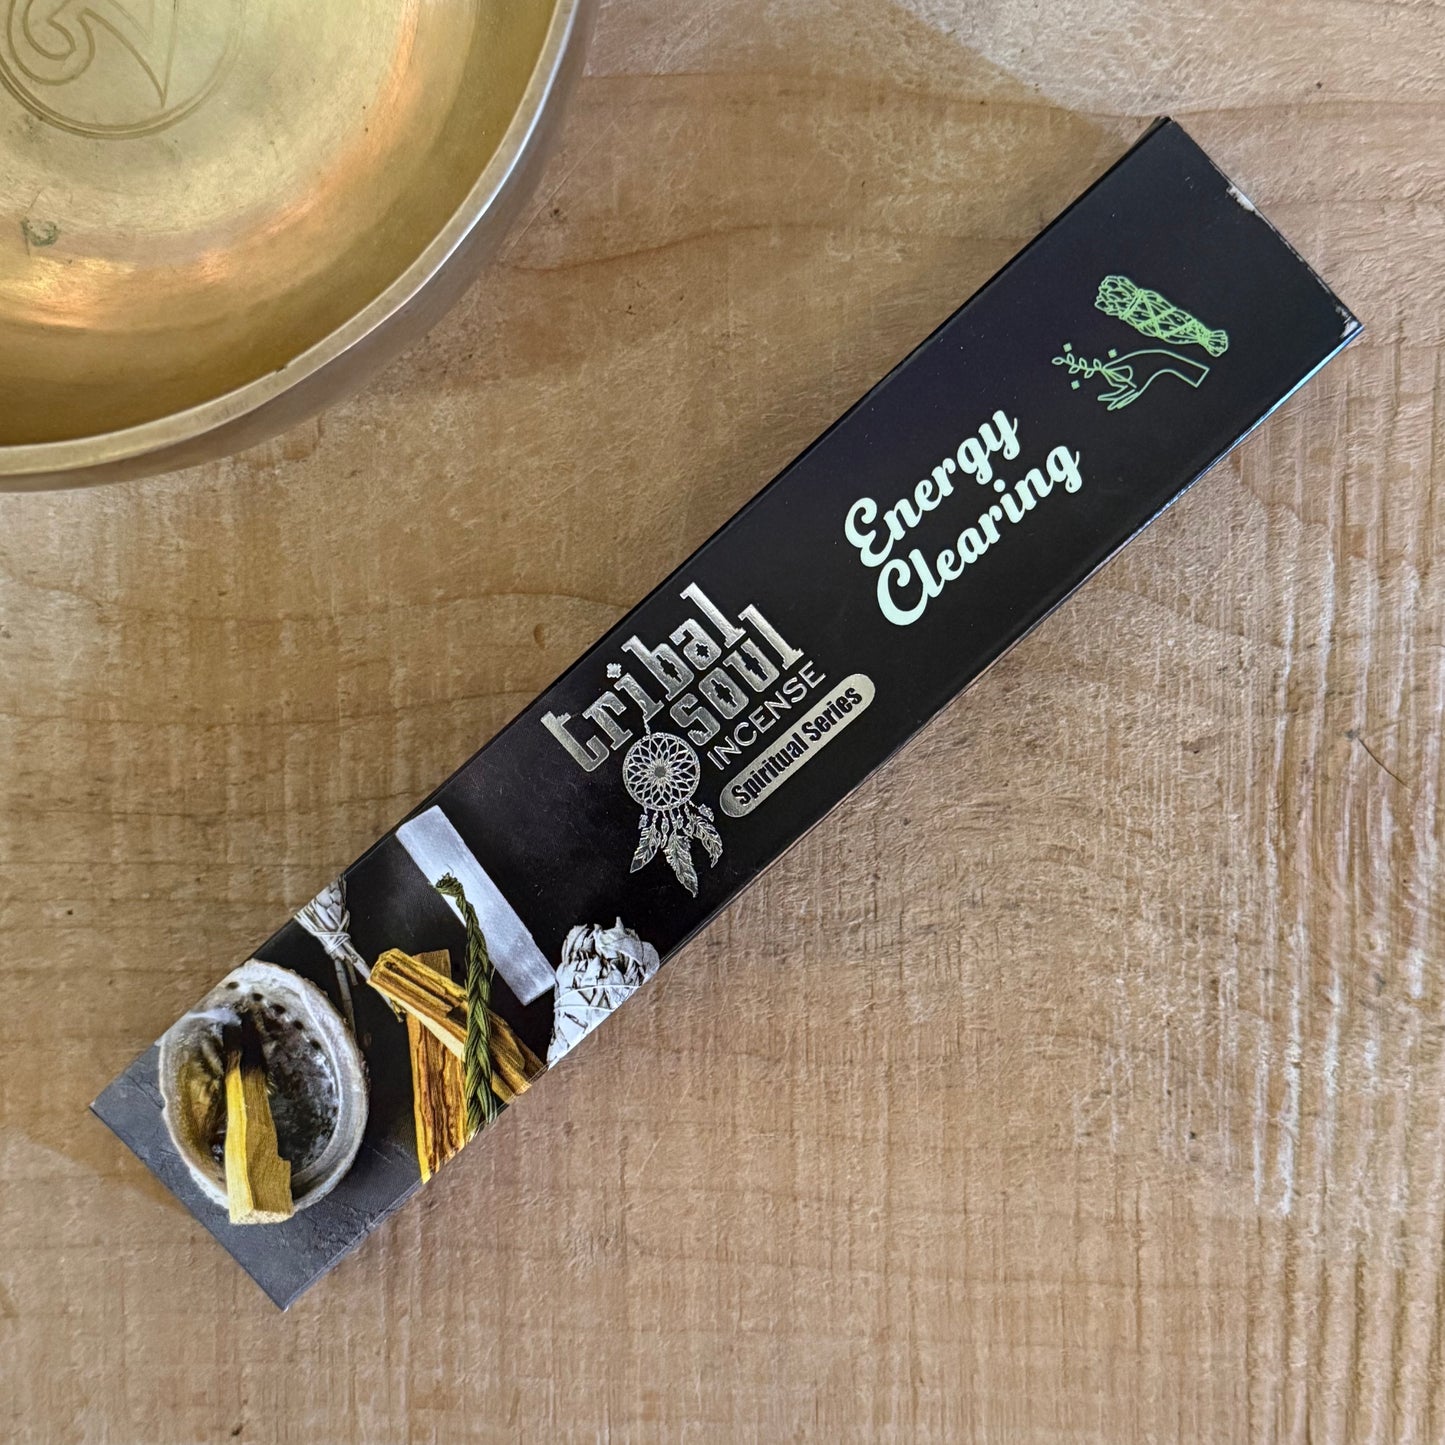 tribal
soul
INCENSE
Spiritual Series
Energy
Clearing